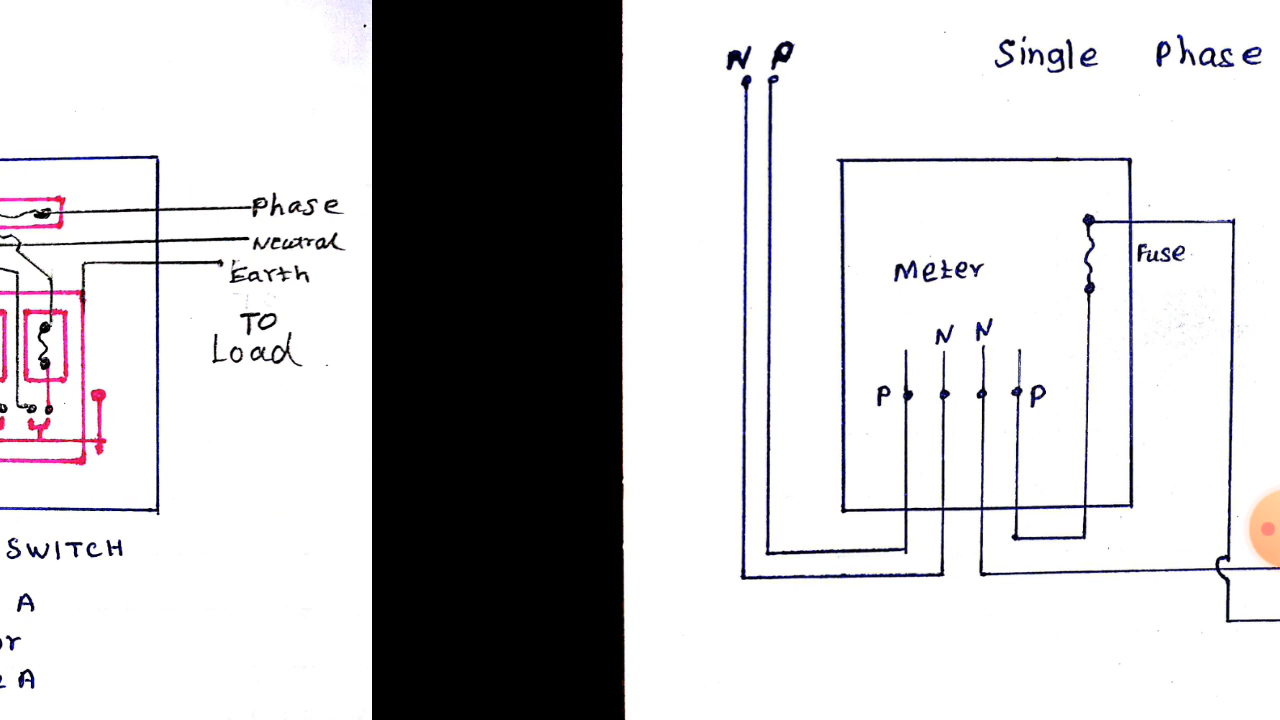 Phase
Neutral
Earth
TO
Load
SWITCH
A
A
N P
Single Phase
Meter
Fuse
N N
P
P